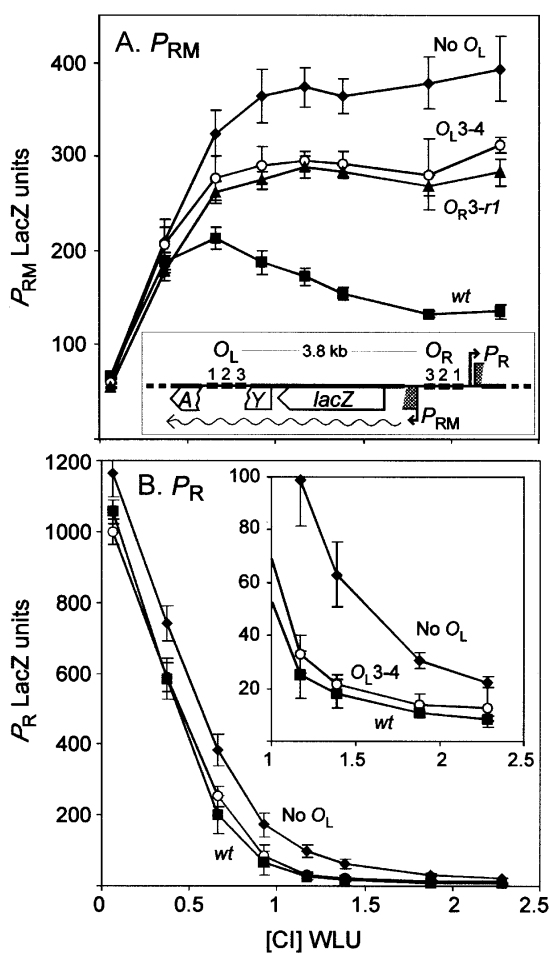 A. PRM
No OL
OL3-4
OR3-r1
wt
400
300
200
100
PRM LacZ units
OL 3.8 kb OR PR
1 2 3 3 2 1
A Y lacZ PRM
B. PR
1200
1000
800
600
400
200
PR LacZ units
100
80
60
40
20
No OL
OL3-4
wt
1 1.5 2 2.5
No OL
wt
0 0.5 1 1.5 2 2.5
[CI] WLU